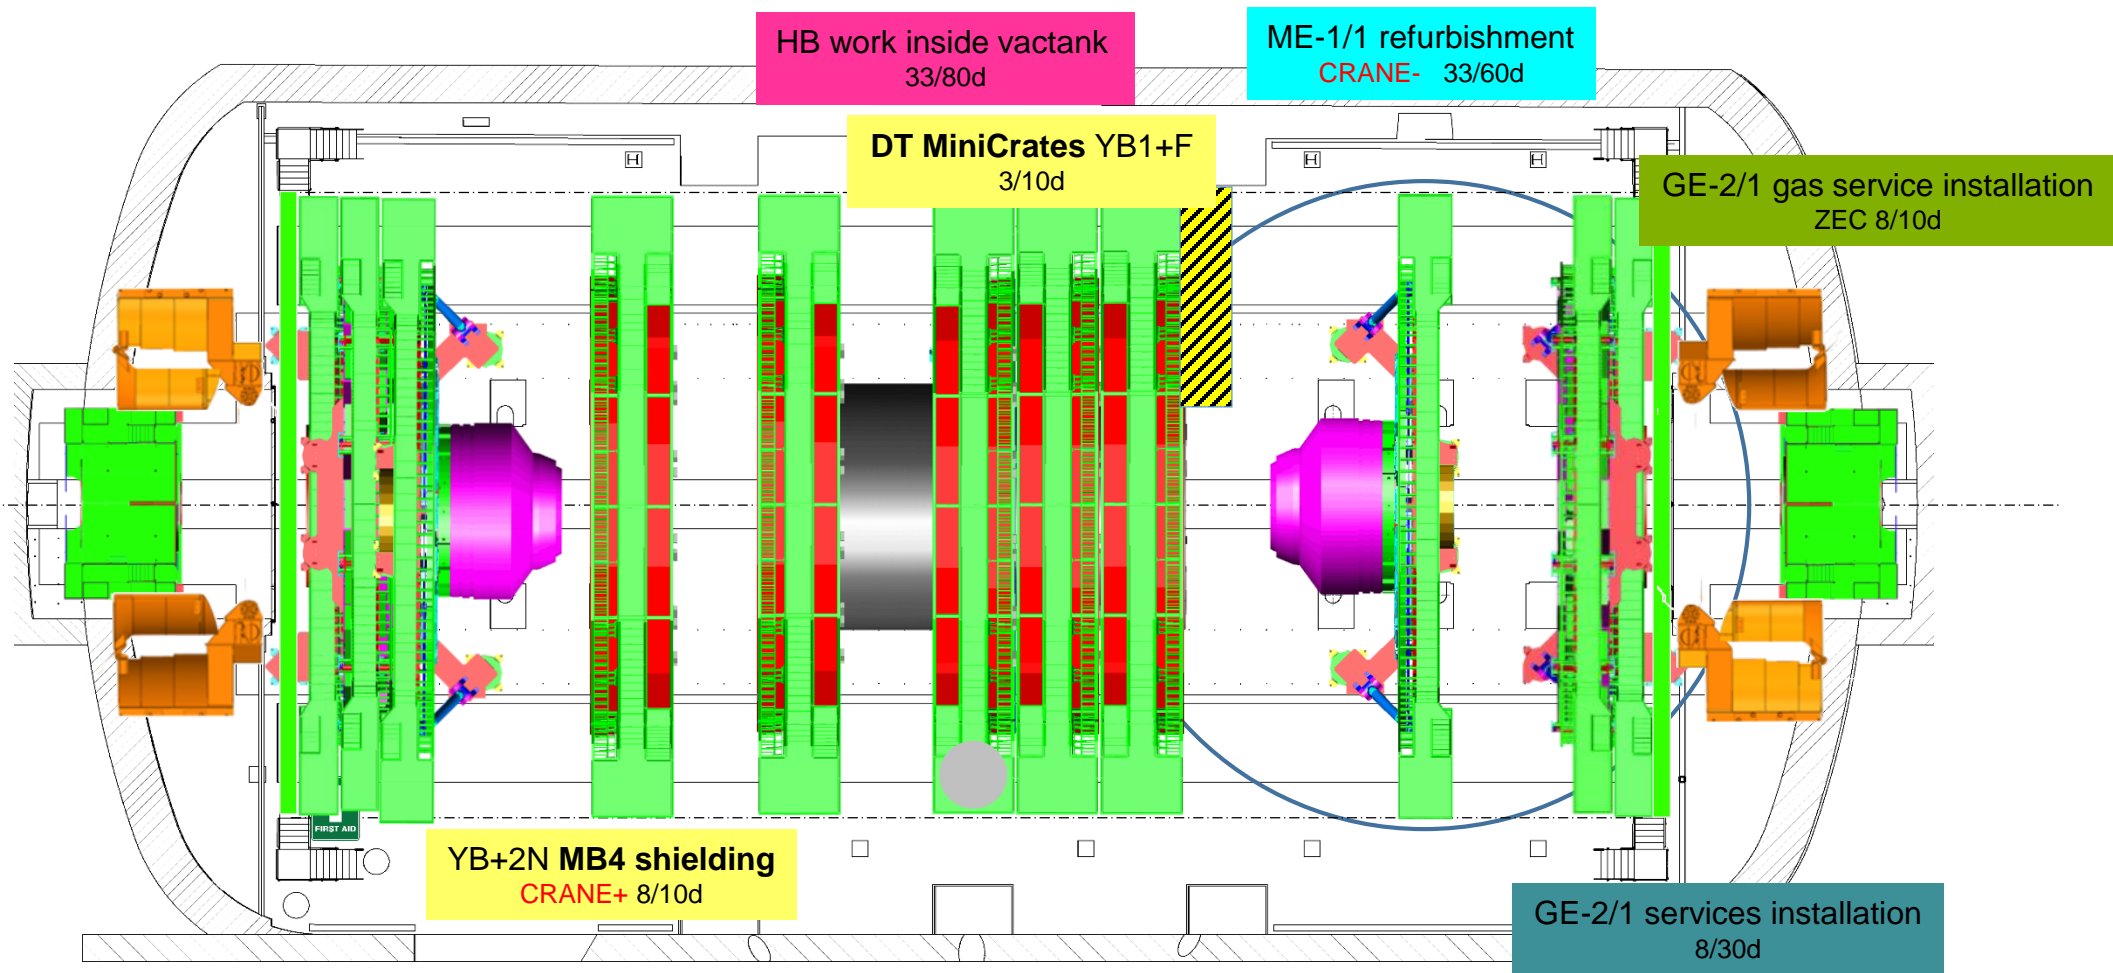 HB work inside vactank
33/80d
ME-1/1 refurbishment
CRANE- 33/60d
DT MiniCrates YB1+F
3/10d
H
H
H
GE-2/1 gas service installation
ZEC 8/10d
FIRST AID
YB+2N MB4 shielding
CRANE+ 8/10d
GE-2/1 services installation
8/30d